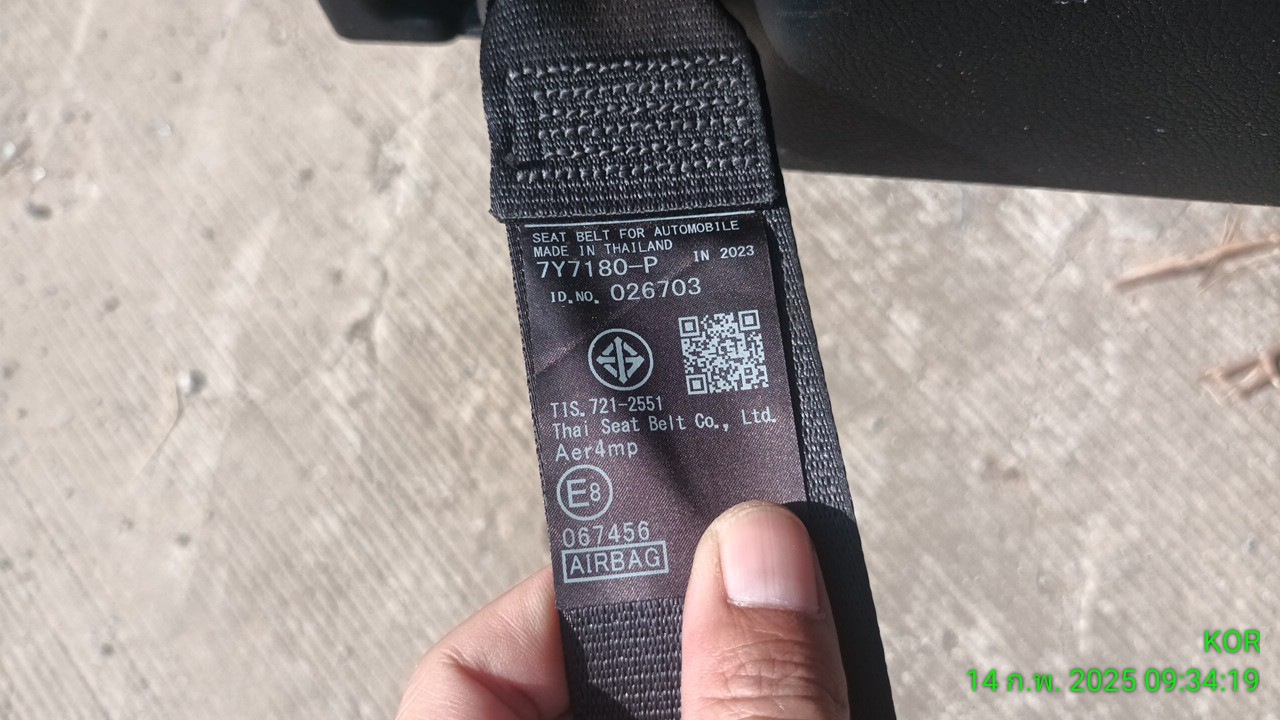 SEAT BELT FOR AUTOMOBILE
MADE IN THAILAND
7Y7180-P IN 2023
ID.NO. 026703
TIS.721-2551
Thai Seat Belt Co., Ltd.
Aer4mp
E8
067456
AIRBAG
KOR
14 ก.พ. 2025 09:34:19